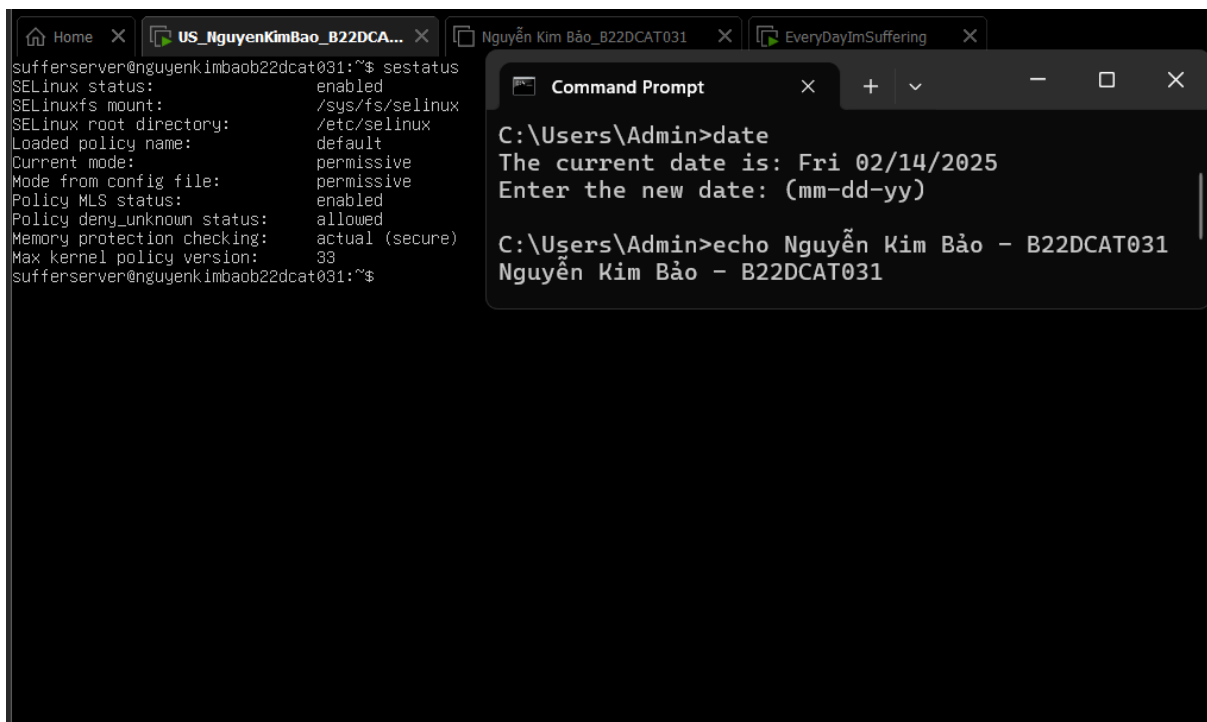 Home
US_NguyenKimBao_B22DCA...
Nguyễn Kim Bảo_B22DCAT031
EveryDayImSuffering
sufferserver@nguyenkimbaob22dcat031:~$ sestatus
SELinux status: enabled
SELinuxfs mount: /sys/fs/selinux
SELinux root directory: /etc/selinux
Loaded policy name: default
Current mode: permissive
Mode from config file: permissive
Policy MLS status: enabled
Policy deny_unknown status: allowed
Memory protection checking: actual (secure)
Max kernel policy version: 33
sufferserver@nguyenkimbaob22dcat031:~$
Command Prompt
C:\Users\Admin>date
The current date is: Fri 02/14/2025
Enter the new date: (mm-dd-yy)
C:\Users\Admin>echo Nguyễn Kim Bảo - B22DCAT031
Nguyễn Kim Bảo - B22DCAT031